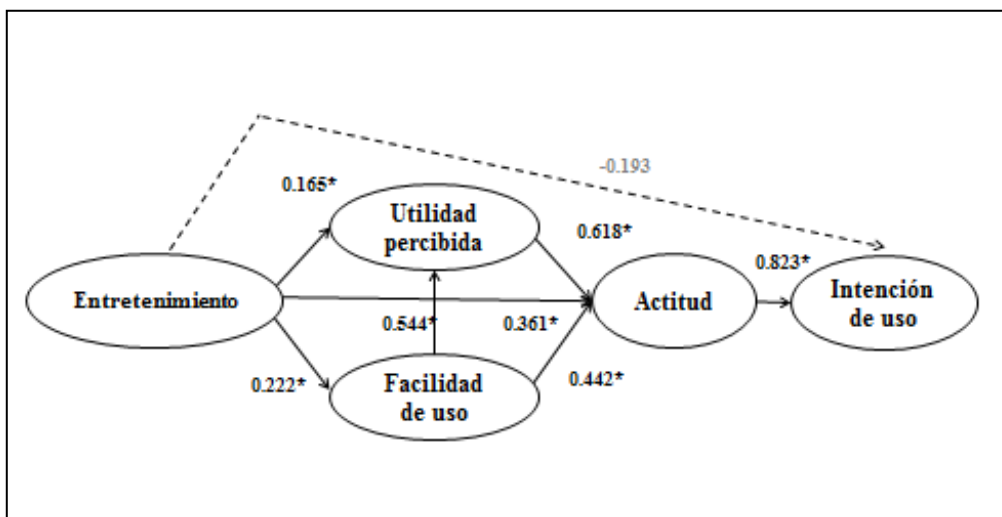 -0.193
0.165*
Utilidad
percibida
0.618*
0.823*
Entretenimiento
Actitud
Intención
de uso
0.544*
0.361*
0.222*
Facilidad
de uso
0.442*